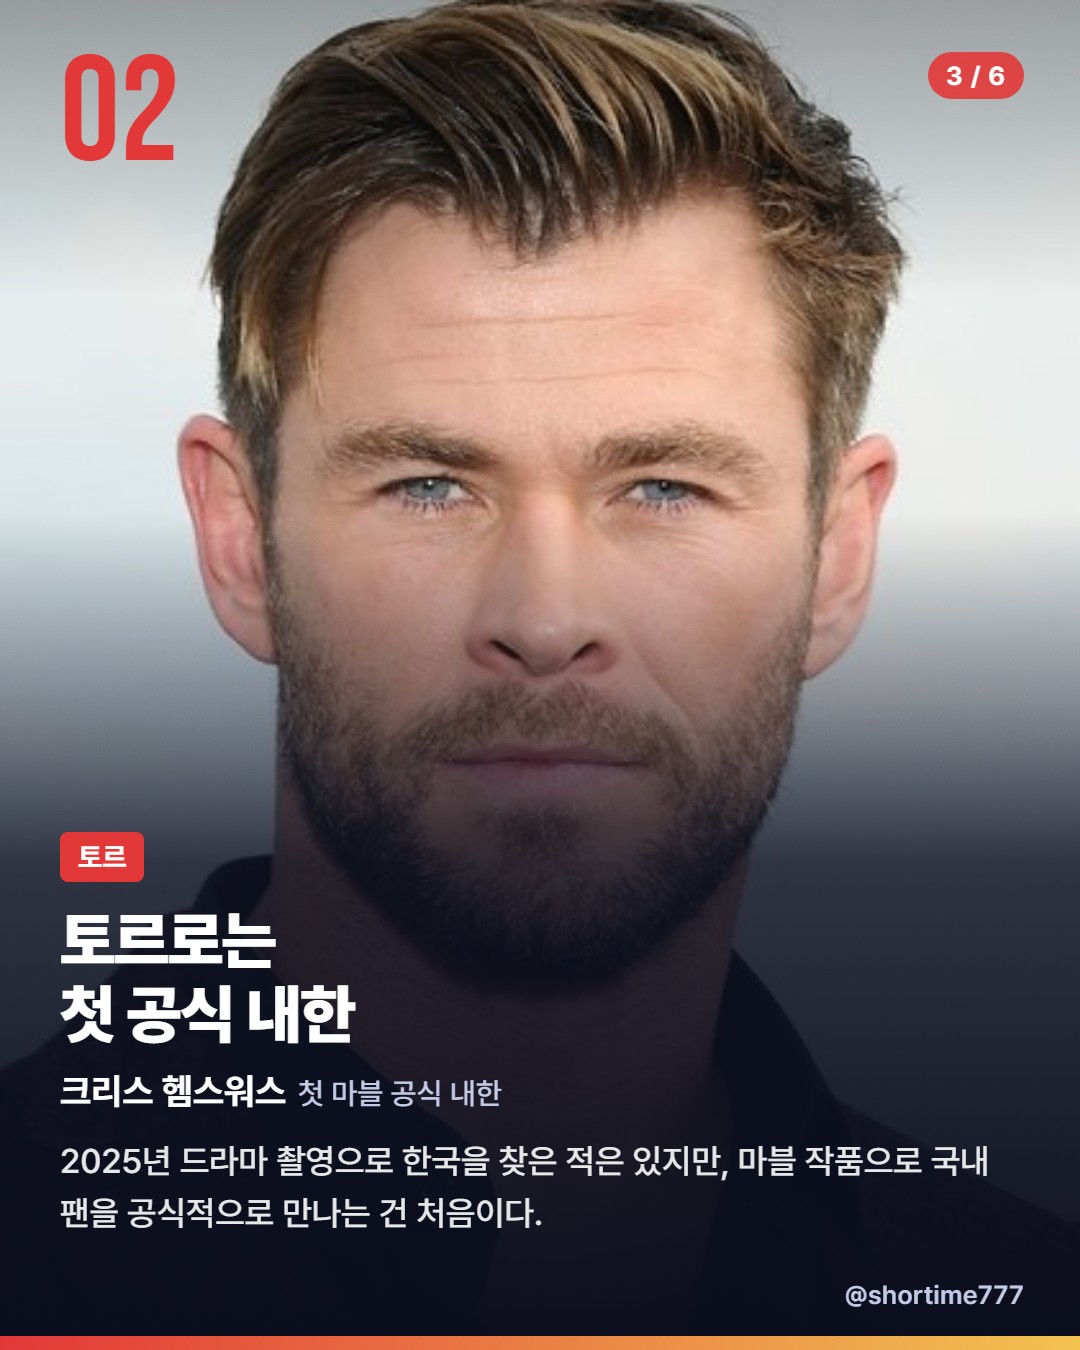 02
3 / 6
토르
토르로는
첫 공식 내한
크리스 헴스워스 첫 마블 공식 내한
2025년 드라마 촬영으로 한국을 찾은 적은 있지만, 마블 작품으로 국내
팬을 공식적으로 만나는 건 처음이다.
@shortime777